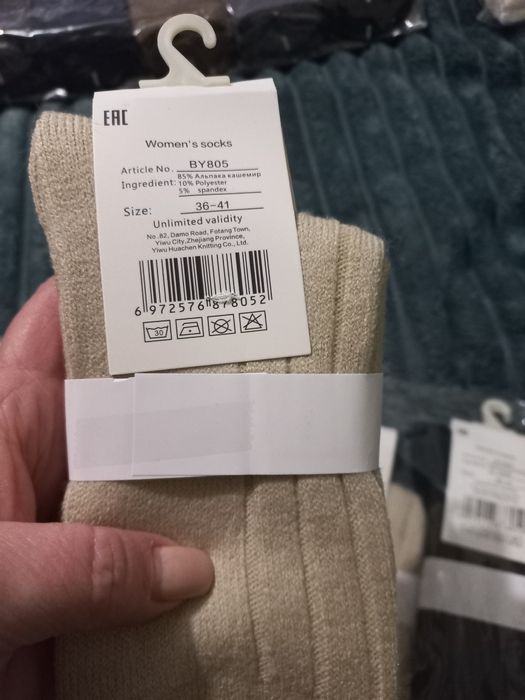 EAC
Women's socks
Article No. BY805
Ingredient: 85% Альпака кашемир
10% Polyester
5% spandex
Size: 36-41
Unlimited validity
No.82, Damo Road, Fotang Town,
Yiwu City, Zhejiang Province,
Yiwu Huachen Knitting Co., Ltd.
6 972576 878052
30